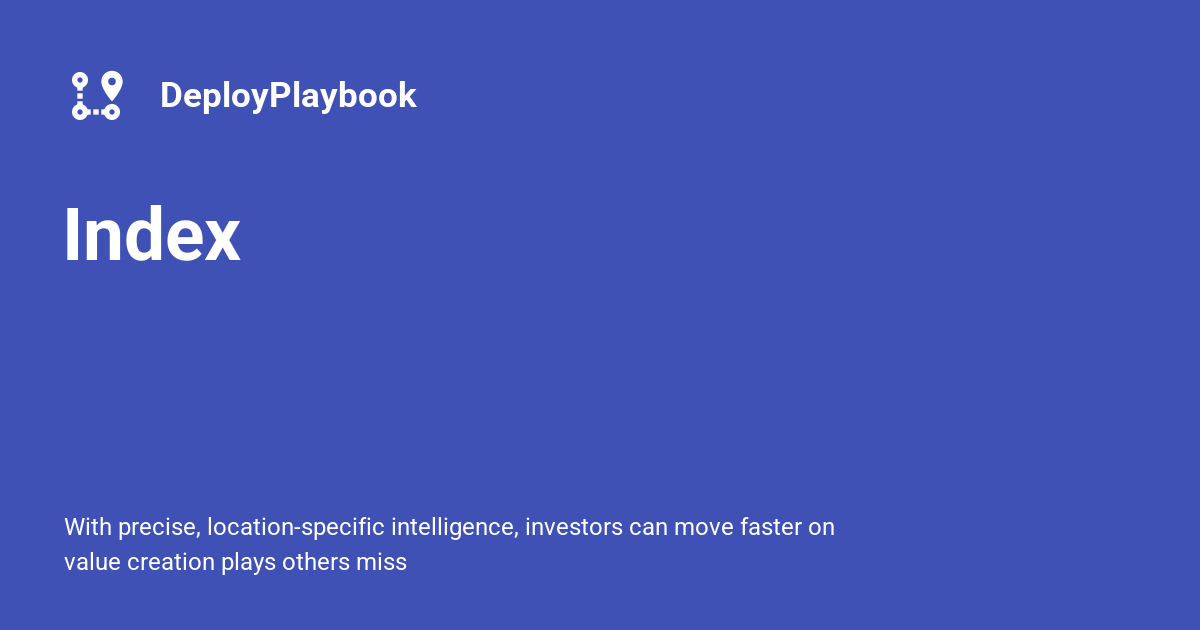 DeployPlaybook
Index
With precise, location-specific intelligence, investors can move faster on
value creation plays others miss